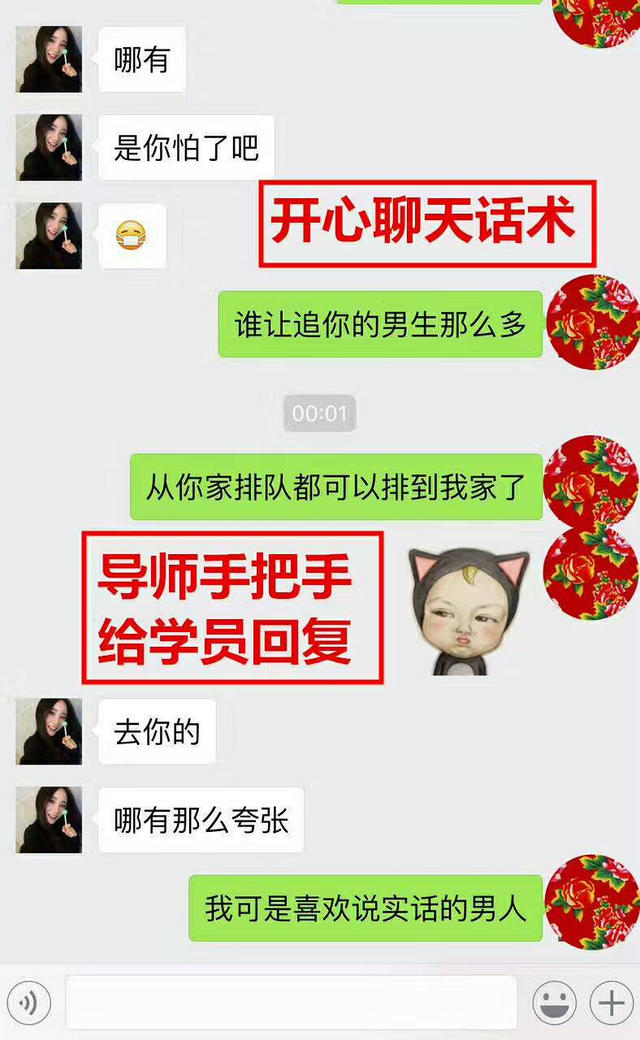 哪有
是你怕了吧
开心聊天话术
谁让追你的男生那么多
00:01
从你家排队都可以排到我家了
导师手把手
给学员回复
去你的
哪有那么夸张
我可是喜欢说实话的男人